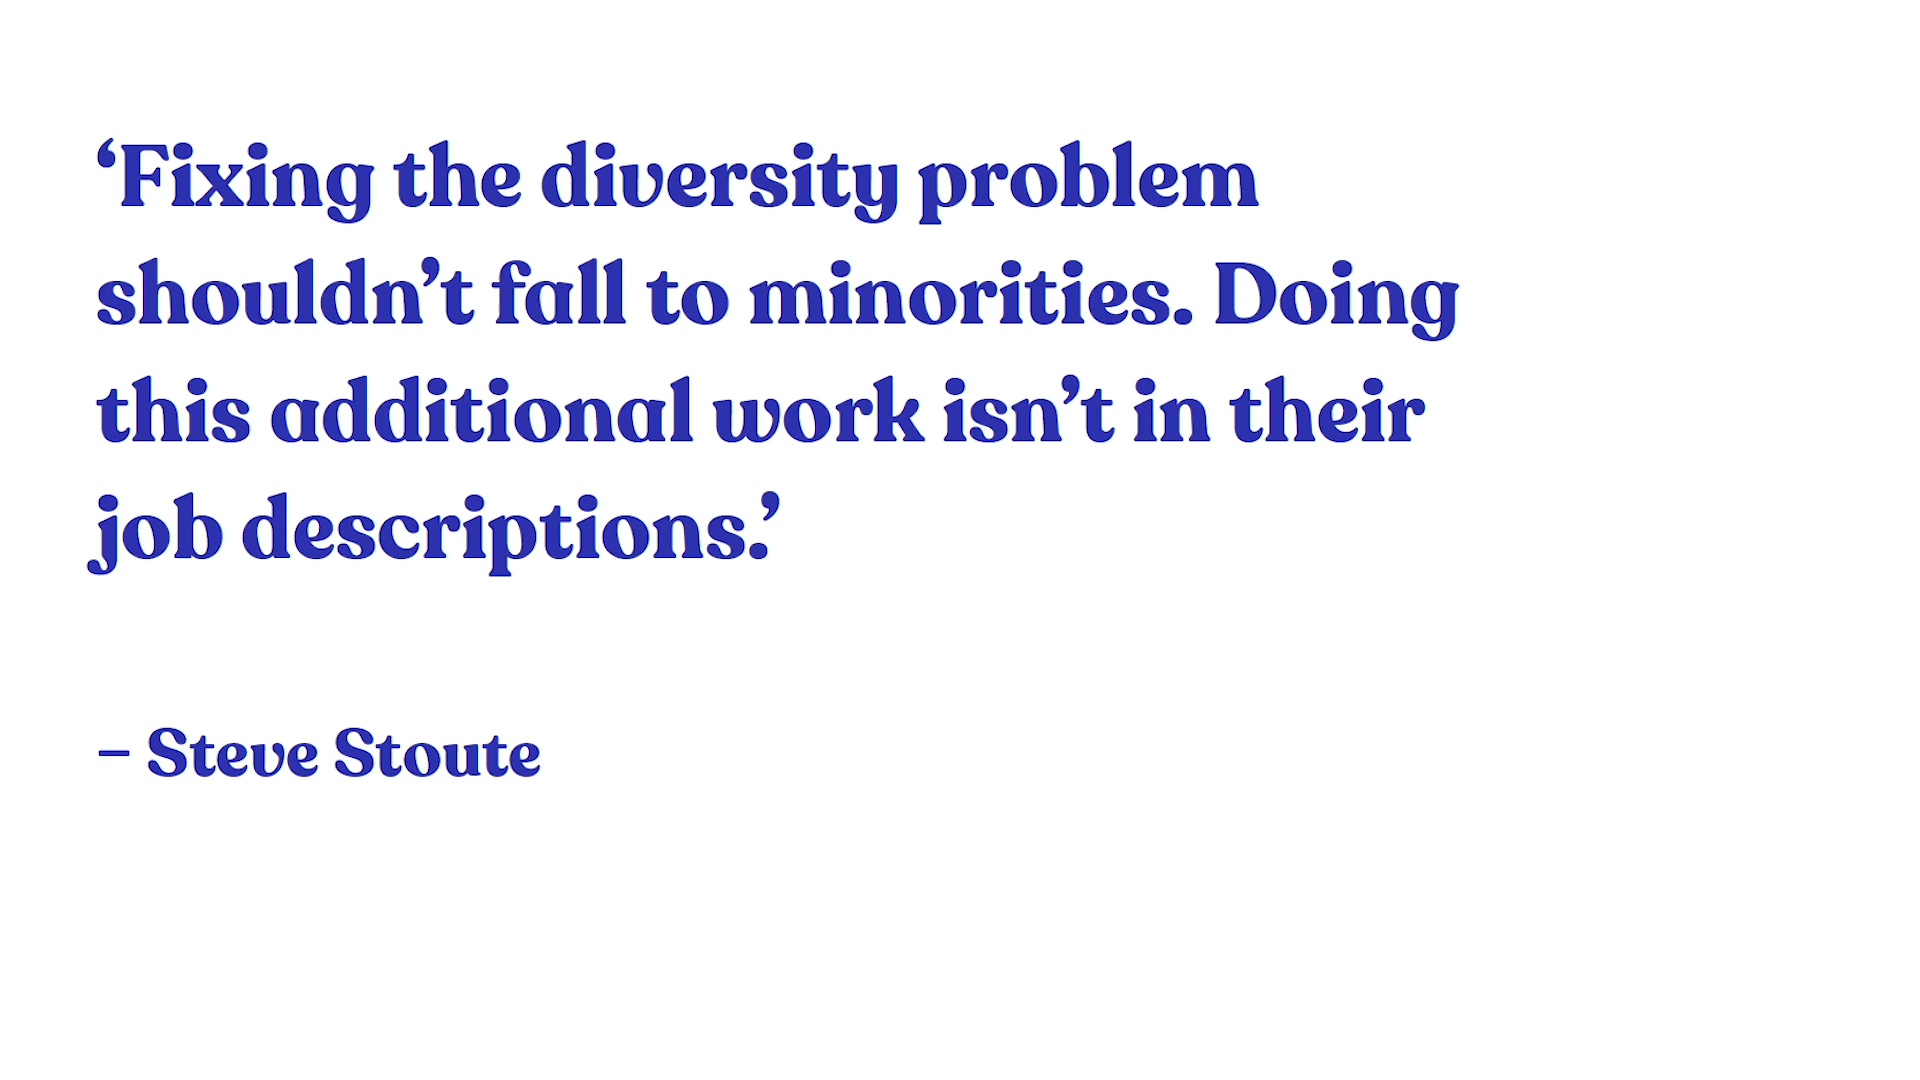 ‘Fixing the diversity problem
shouldn’t fall to minorities. Doing
this additional work isn’t in their
job descriptions.’
– Steve Stoute